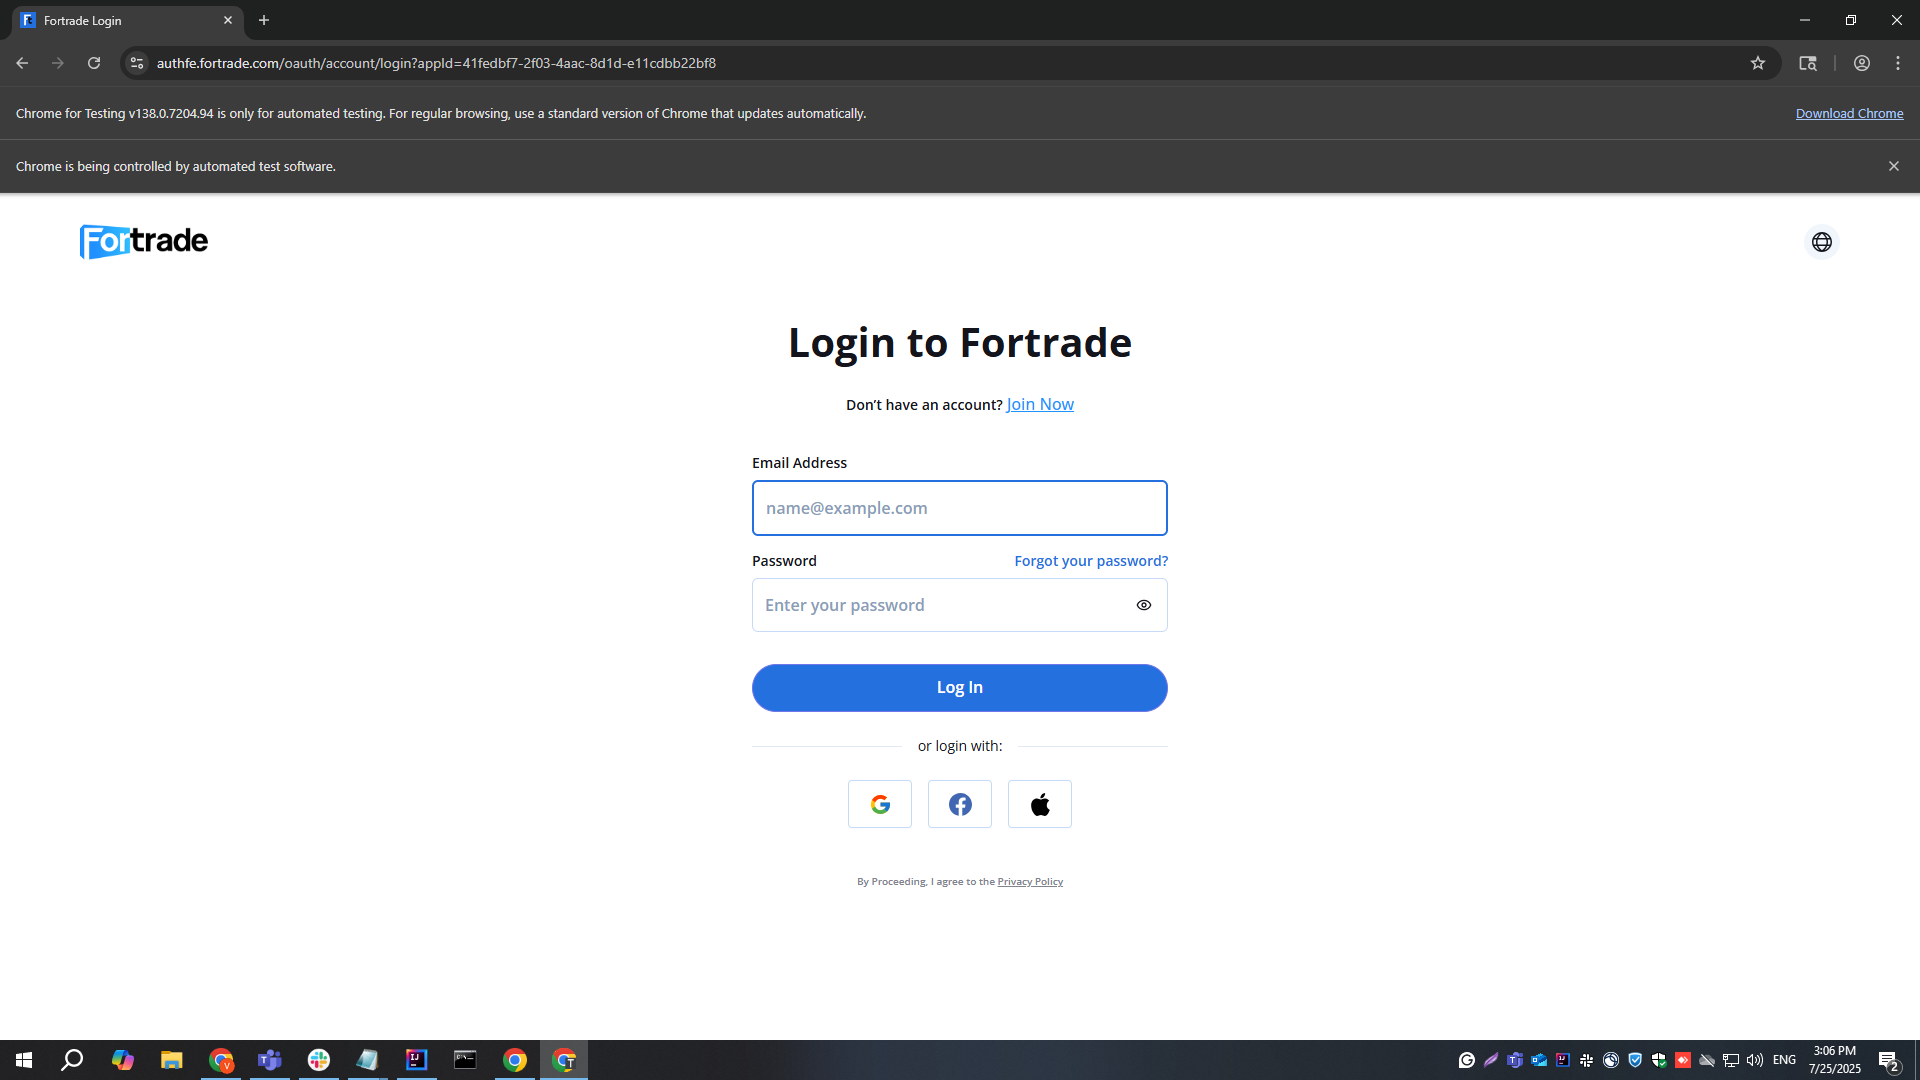 Fortrade Login
authfe.fortrade.com/oauth/account/login?appId=41fedbf7-2f03-4aac-8d1d-e11cdbb22bf8
Chrome for Testing v138.0.7204.94 is only for automated testing. For regular browsing, use a standard version of Chrome that updates automatically.
Download Chrome
Chrome is being controlled by automated test software.
Fortrade
Login to Fortrade
Don't have an account? Join Now
Email Address
name@example.com
Password
Forgot your password?
Enter your password
Log In
or login with:
By Proceeding, I agree to the Privacy Policy
ENG
3:06 PM
7/25/2025
2